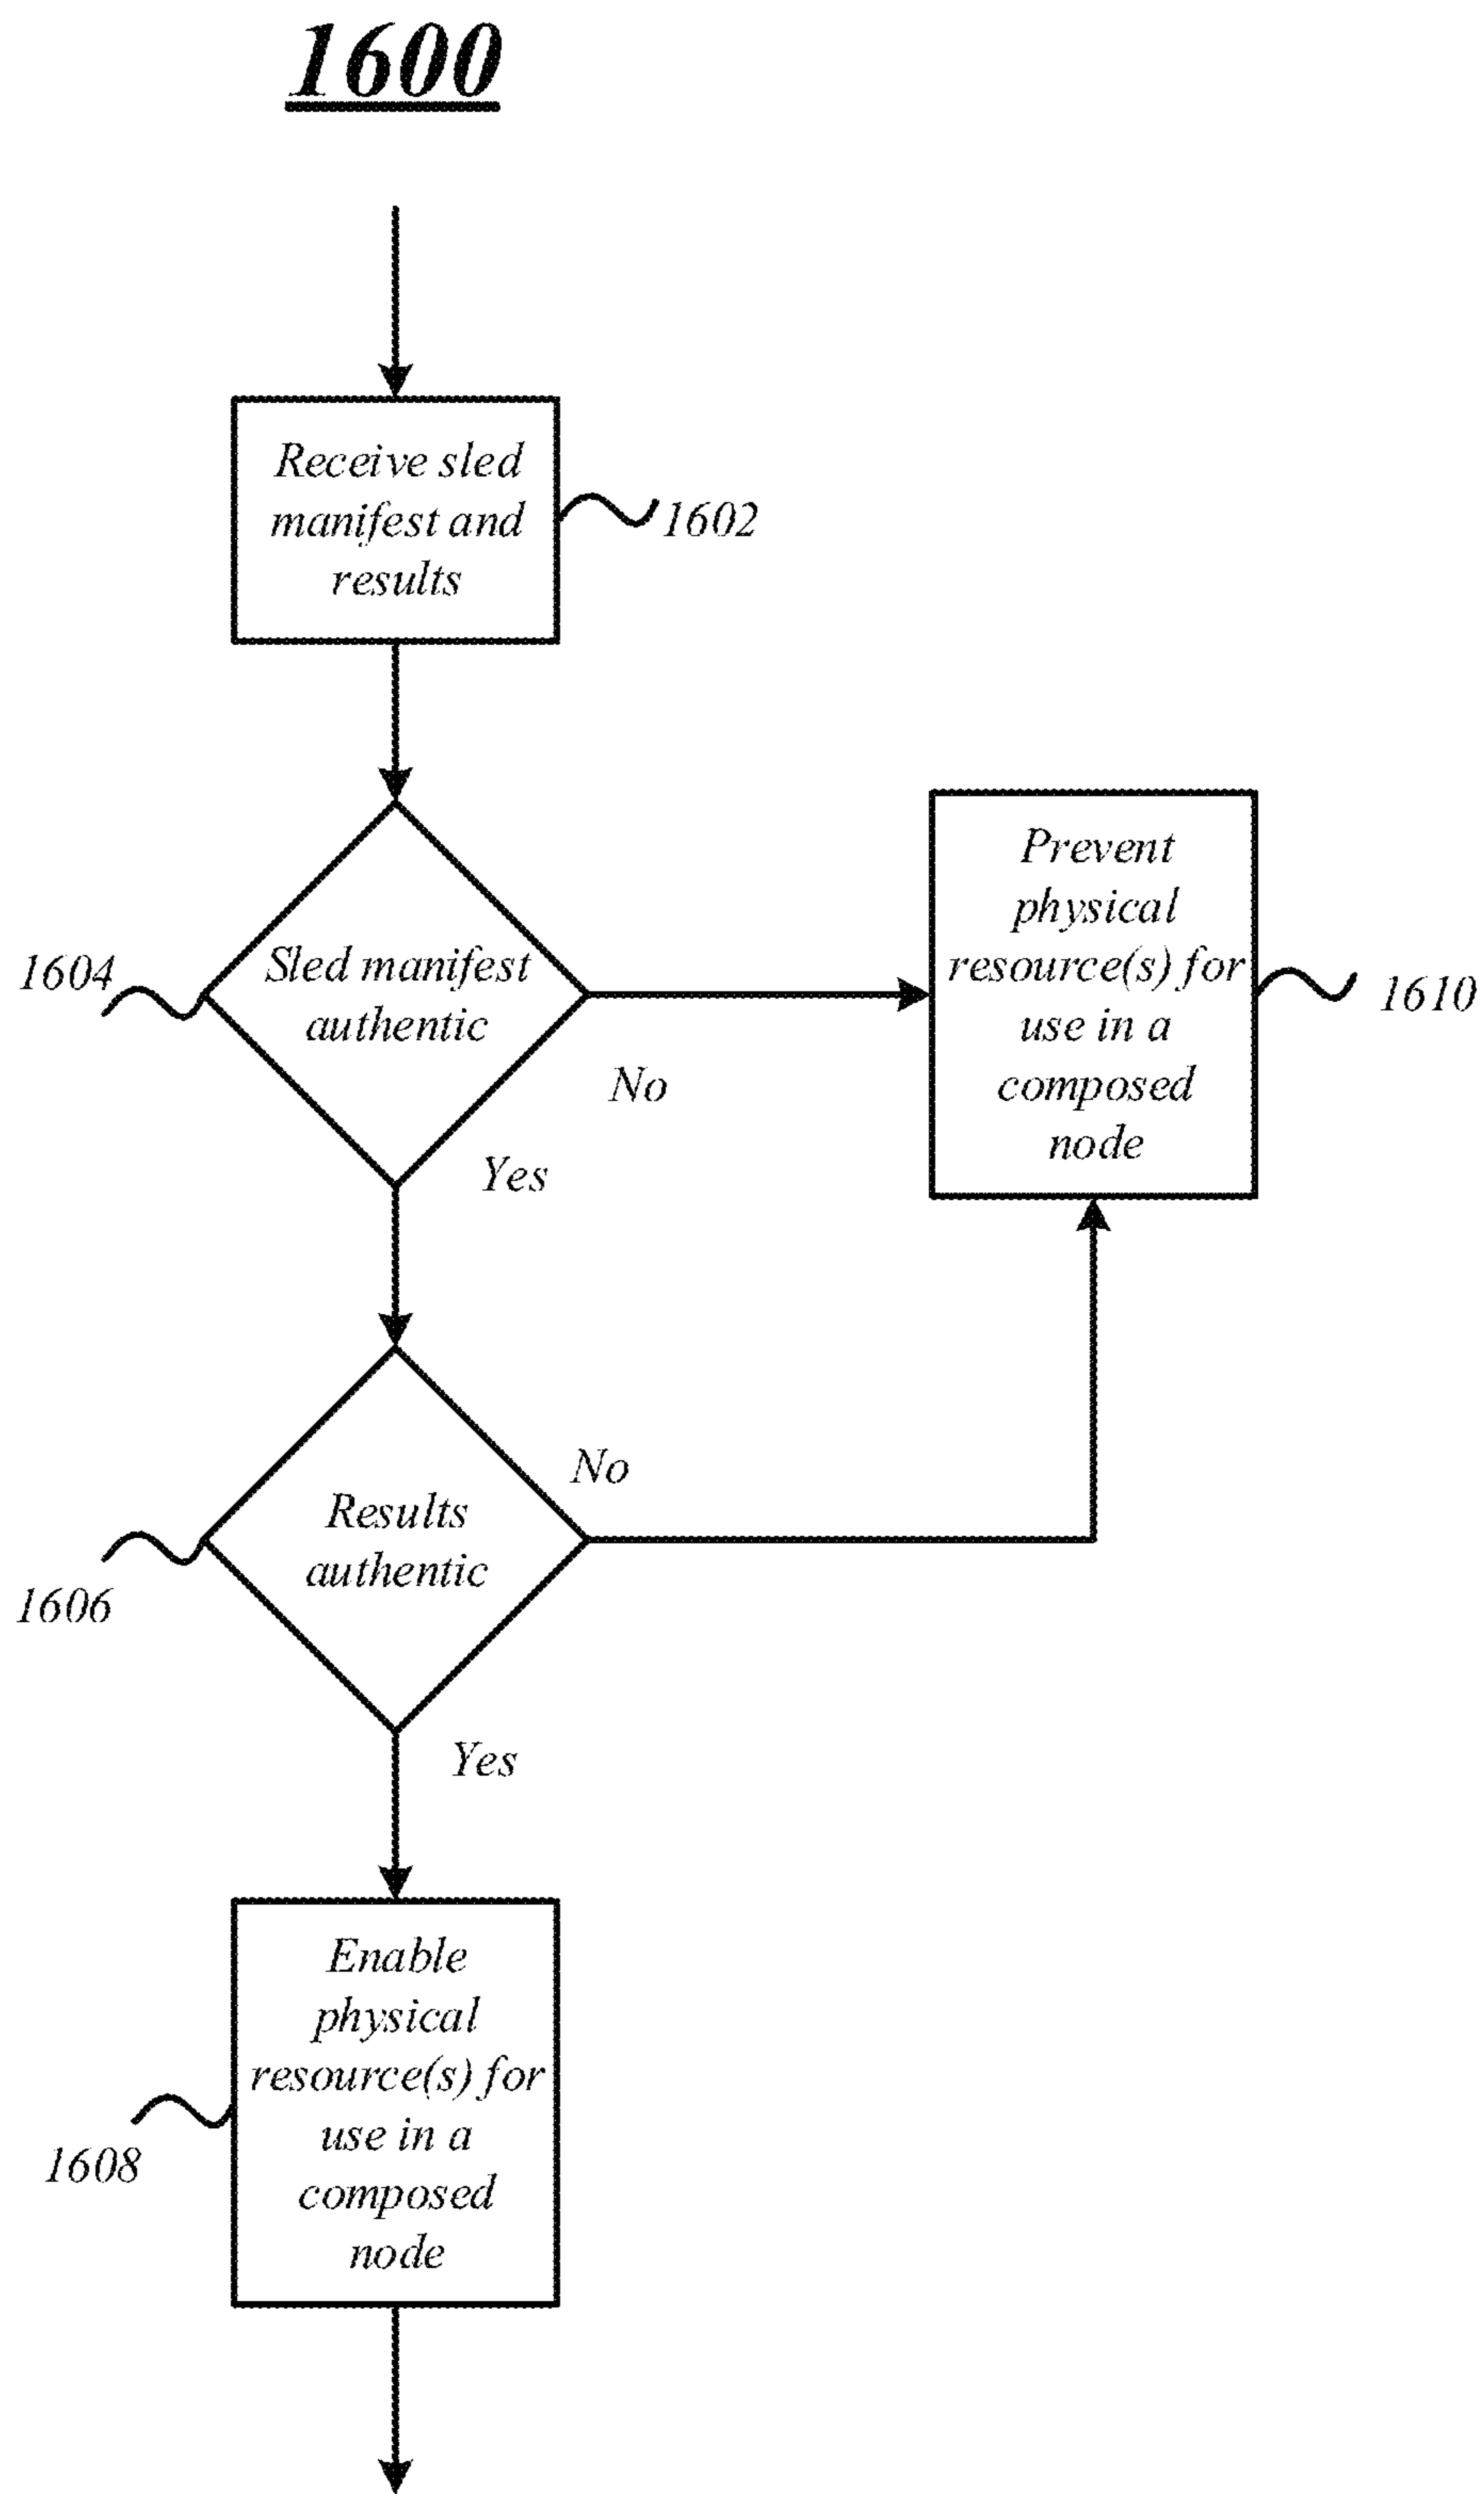 1600
Receive sled
manifest and
results
1602
Sled manifest
authentic
1604
No
Yes
Prevent
physical
resource(s) for
use in a
composed
node
1610
Results
authentic
1606
No
Yes
Enable
physical
resource(s) for
use in a
composed
node
1608